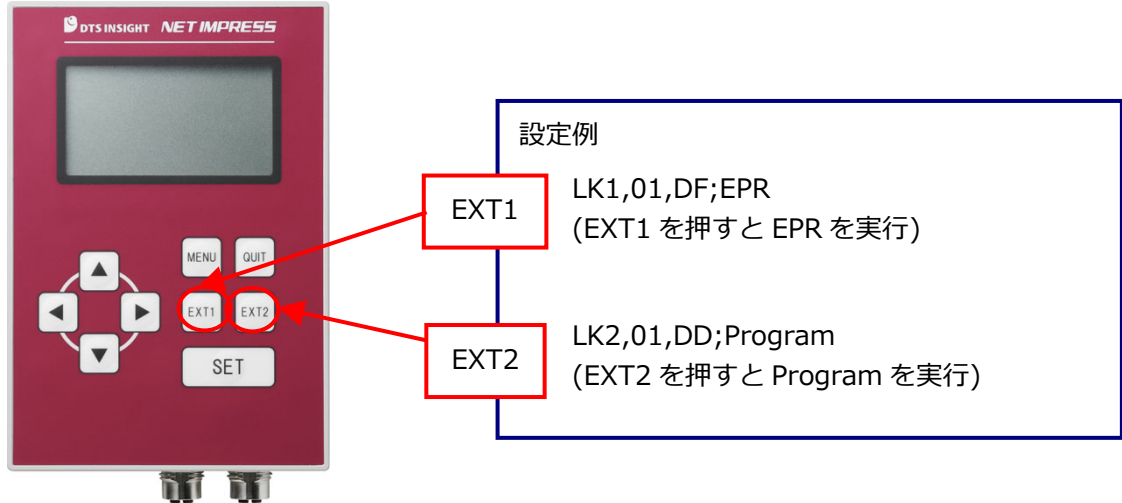 DTS INSIGHT NET IMPRESS
MENU QUIT
EXT1 EXT2
SET
設定例
EXT1
LK1,01,DF;EPR
(EXT1 を押すと EPR を実行)
EXT2
LK2,01,DD;Program
(EXT2 を押すと Program を実行)